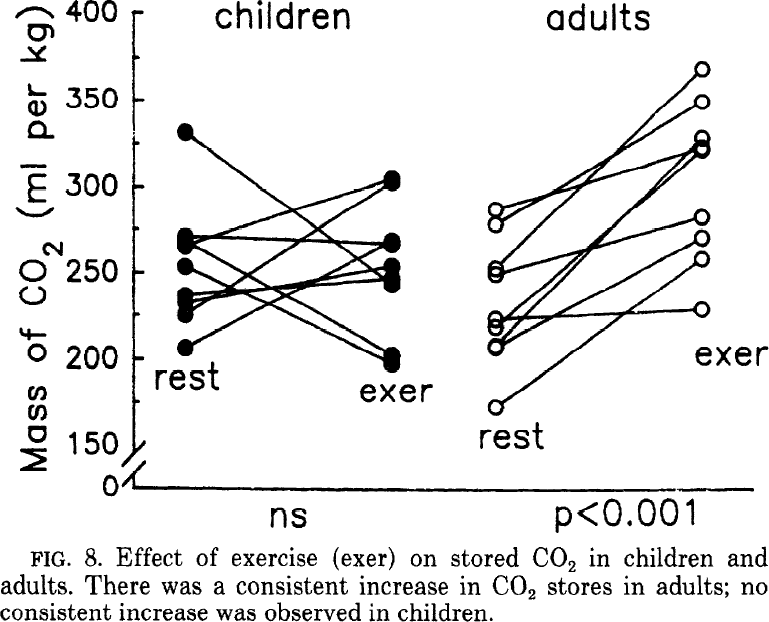 children adults
Mass of CO2 (ml per kg)
400
350
300
250
200
150
0
rest
exer
rest
exer
ns
p<0.001
FIG. 8. Effect of exercise (exer) on stored CO2 in children and
adults. There was a consistent increase in CO2 stores in adults; no
consistent increase was observed in children.